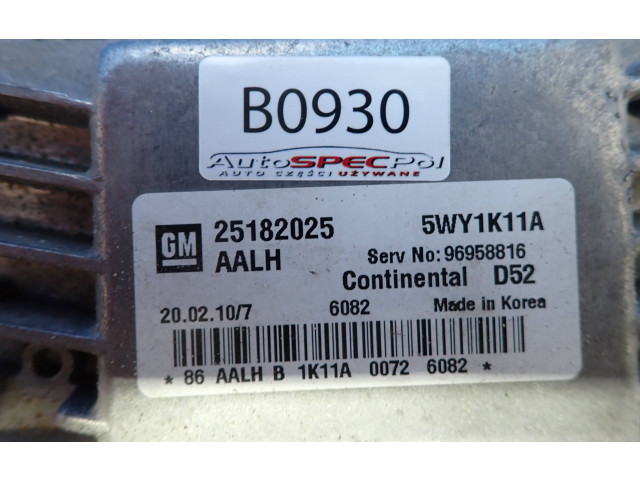 B0930
AutoSPECPol
AUTO CZĘŚCI UŻYWANE
GM 25182025 5WY1K11A
AALH Serv No:96958816
Continental D52
20.02.10/7 6082 Made in Korea
* 86 AALH B 1K11A 0072 6082 *